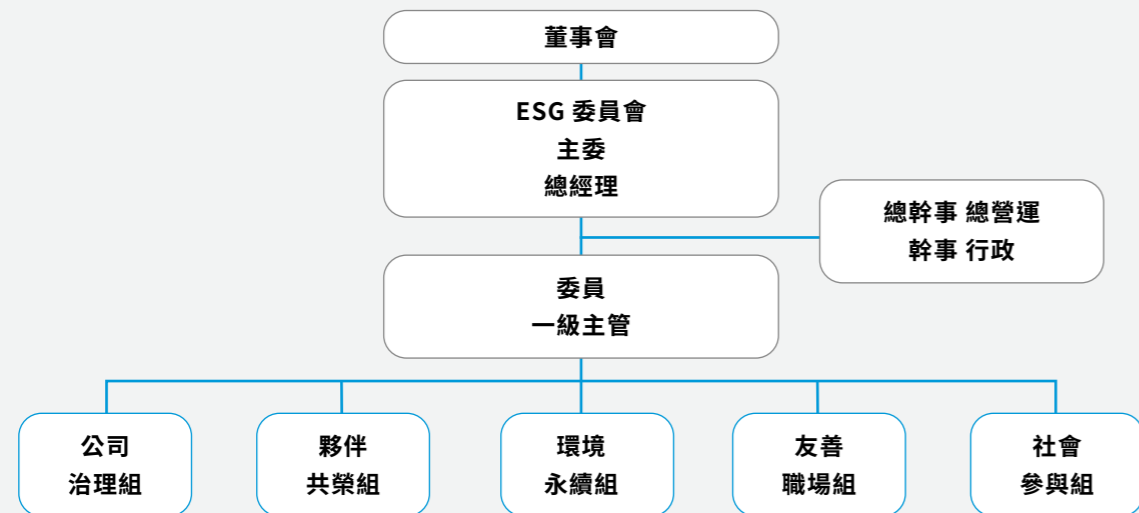 董事會
ESG 委員會
主委
總經理
總幹事 總營運
幹事 行政
委員
一級主管
公司
治理組
夥伴
共榮組
環境
永續組
友善
職場組
社會
參與組